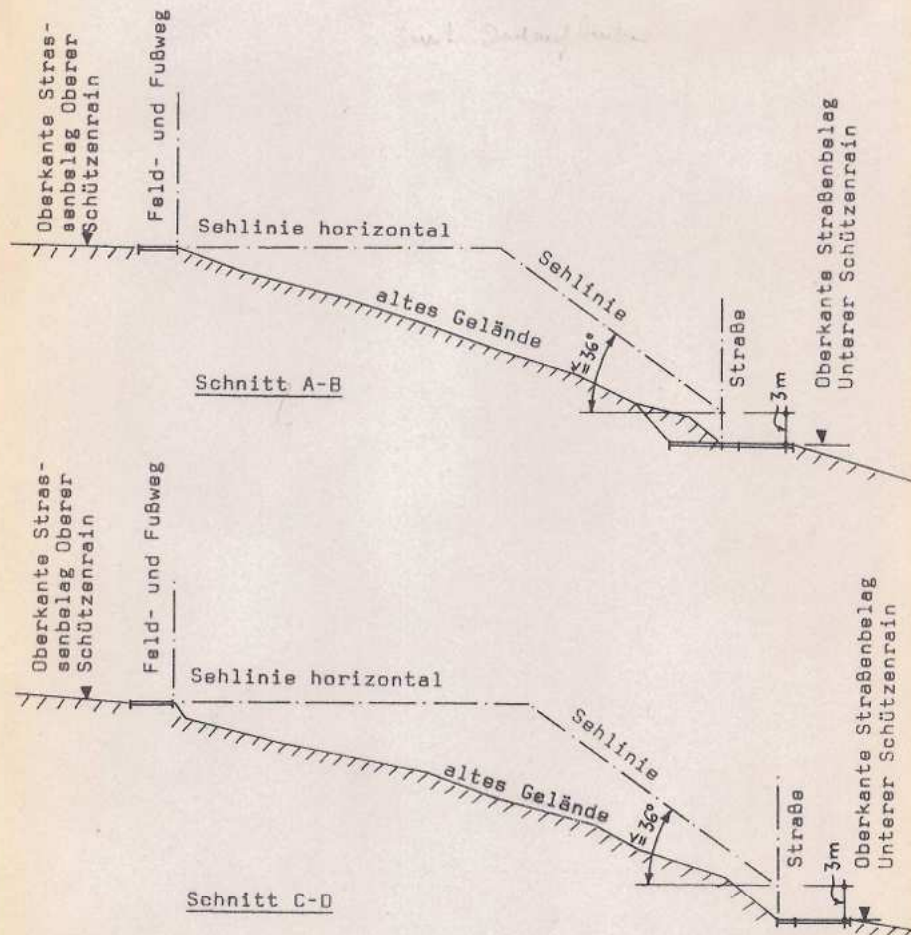 Oberkante Stras-
senbelag Oberer
Schützenrain
Feld- und Fußweg
Sehlinie horizontal
Sehlinie
altes Gelände
≦36°
Straße
3m
Oberkante Straßenbelag
Unterer Schützenrain
Schnitt A-B
Oberkante Stras-
senbelag Oberer
Schützenrain
Feld- und Fußweg
Sehlinie horizontal
Sehlinie
altes Gelände
≦36°
Straße
3m
Oberkante Straßenbelag
Unterer Schützenrain
Schnitt C-D